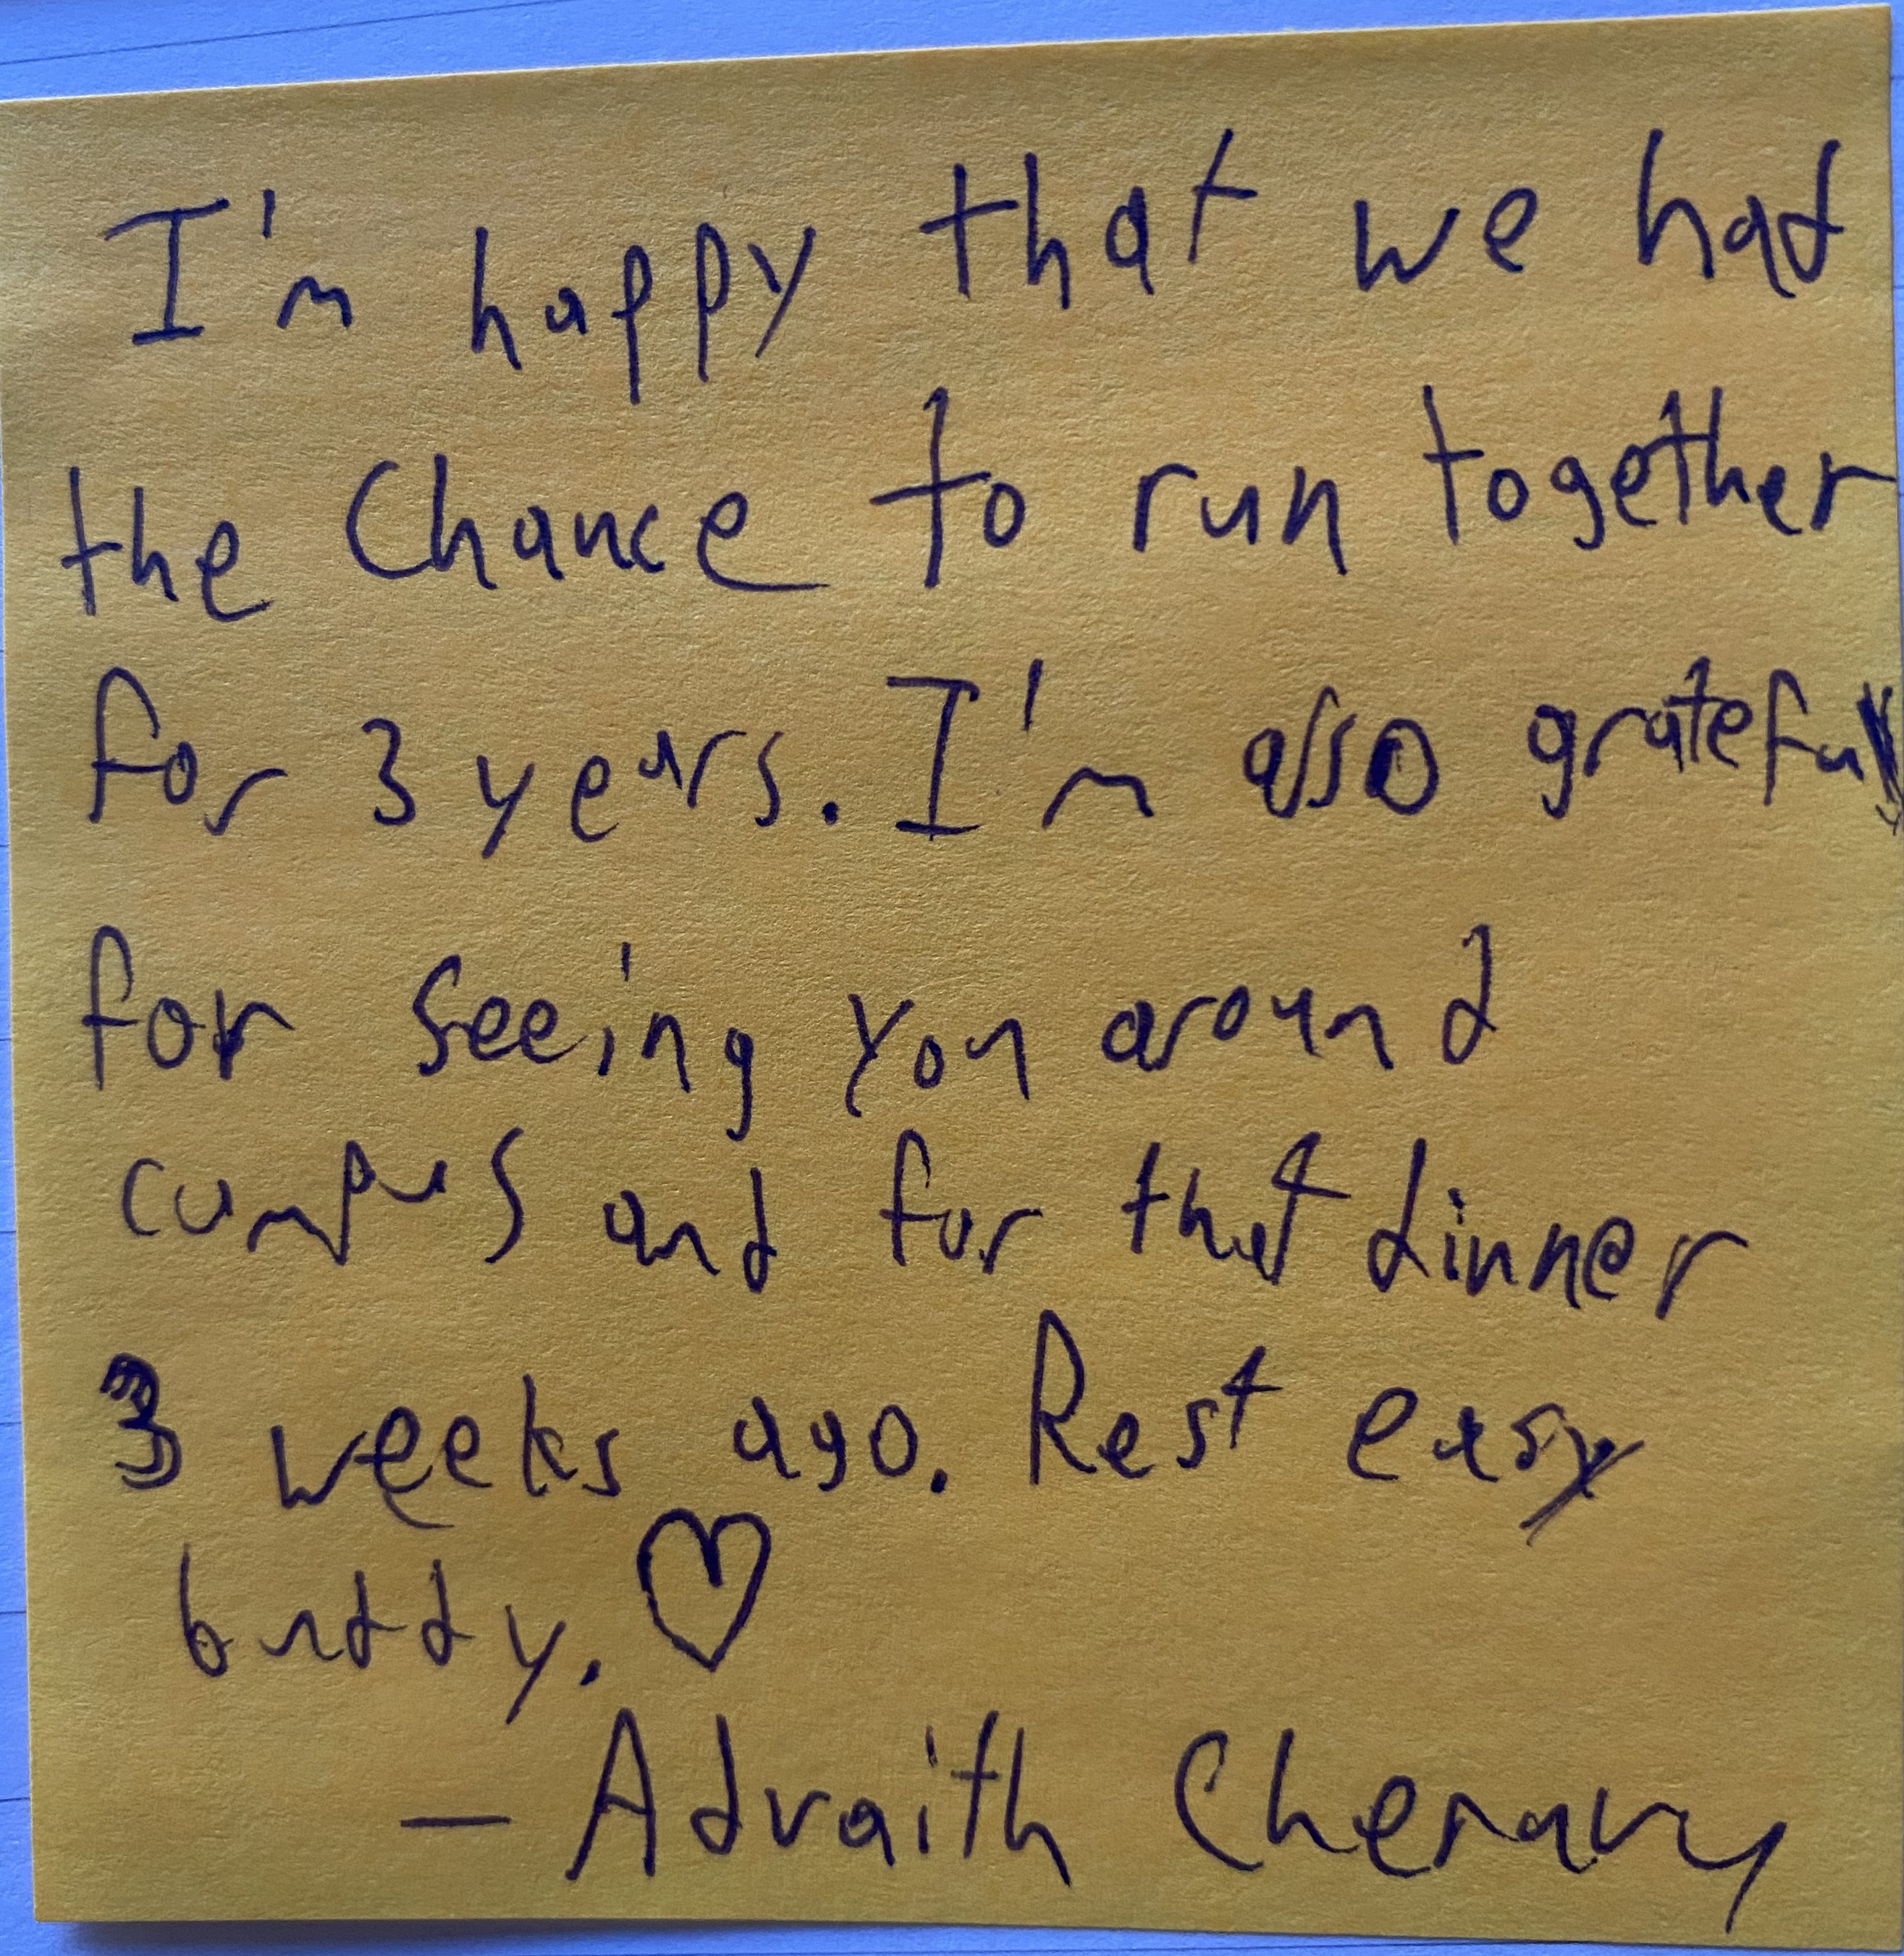 I'm happy that we had
the Chance to run together
for 3 years. I'm also grateful
for seeing you around
campus and for that dinner
3 weeks ago. Rest easy
buddy. ♡
— Advaith